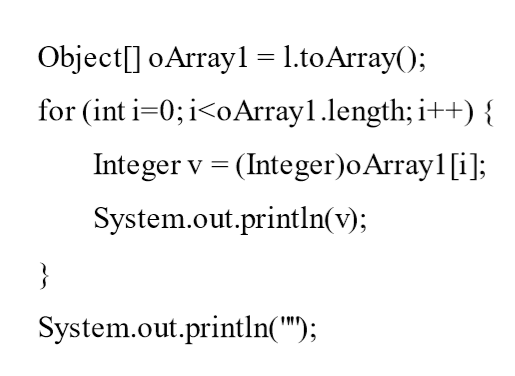 Object[] oArray1 = l.toArray();
for (int i=0; i<oArray1.length; i++) {
Integer v = (Integer)oArray1[i];
System.out.println(v);
}
System.out.println("");